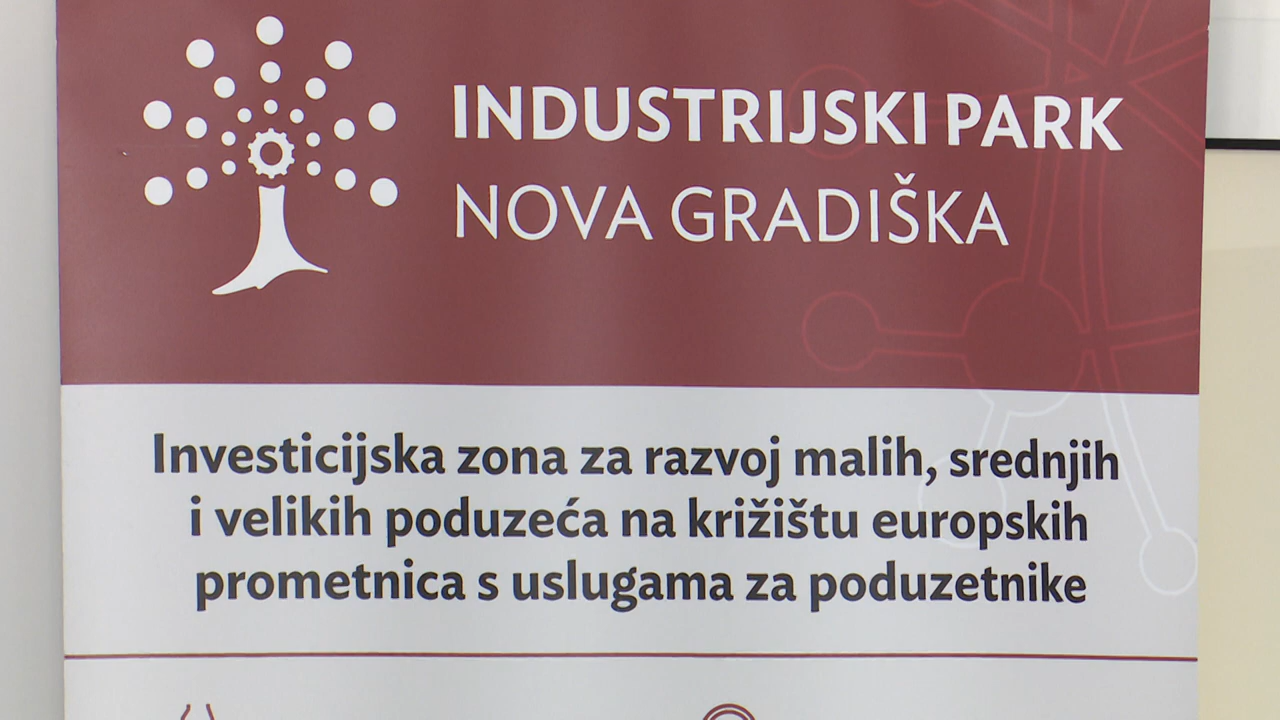 INDUSTRIJSKI PARK
NOVA GRADIŠKA
Investicijska zona za razvoj malih, srednjih
i velikih poduzeća na križištu europskih
prometnica s uslugama za poduzetnike